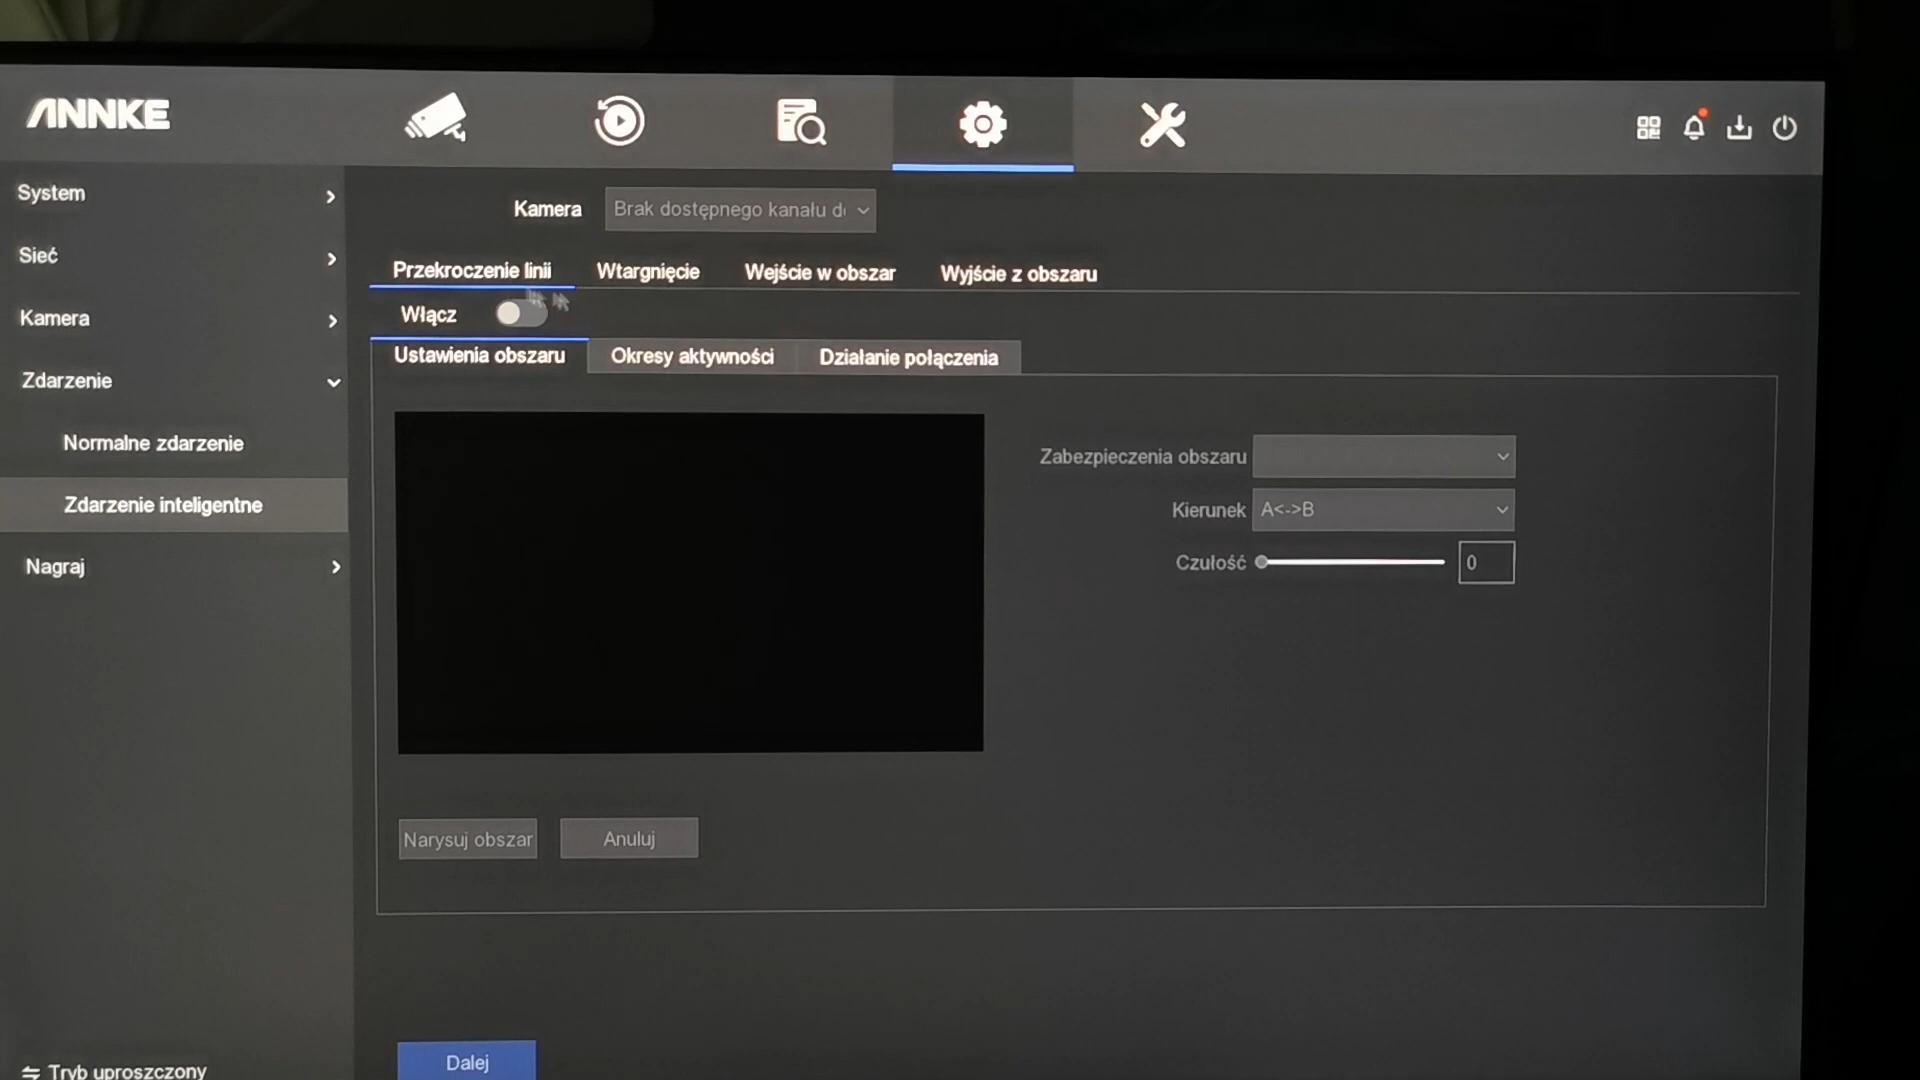 ANNKE
System
Sieć
Kamera
Zdarzenie
Normalne zdarzenie
Zdarzenie inteligentne
Nagraj
Tryb uproszczony
Kamera Brak dostępnego kanału
Przekroczenie linii Wtargnięcie Wejście w obszar Wyjście z obszaru
Włącz
Ustawienia obszaru Okresy aktywności Działanie połączenia
Zabezpieczenia obszaru
Kierunek A<->B
Czułość 0
Narysuj obszar Anuluj
Dalej